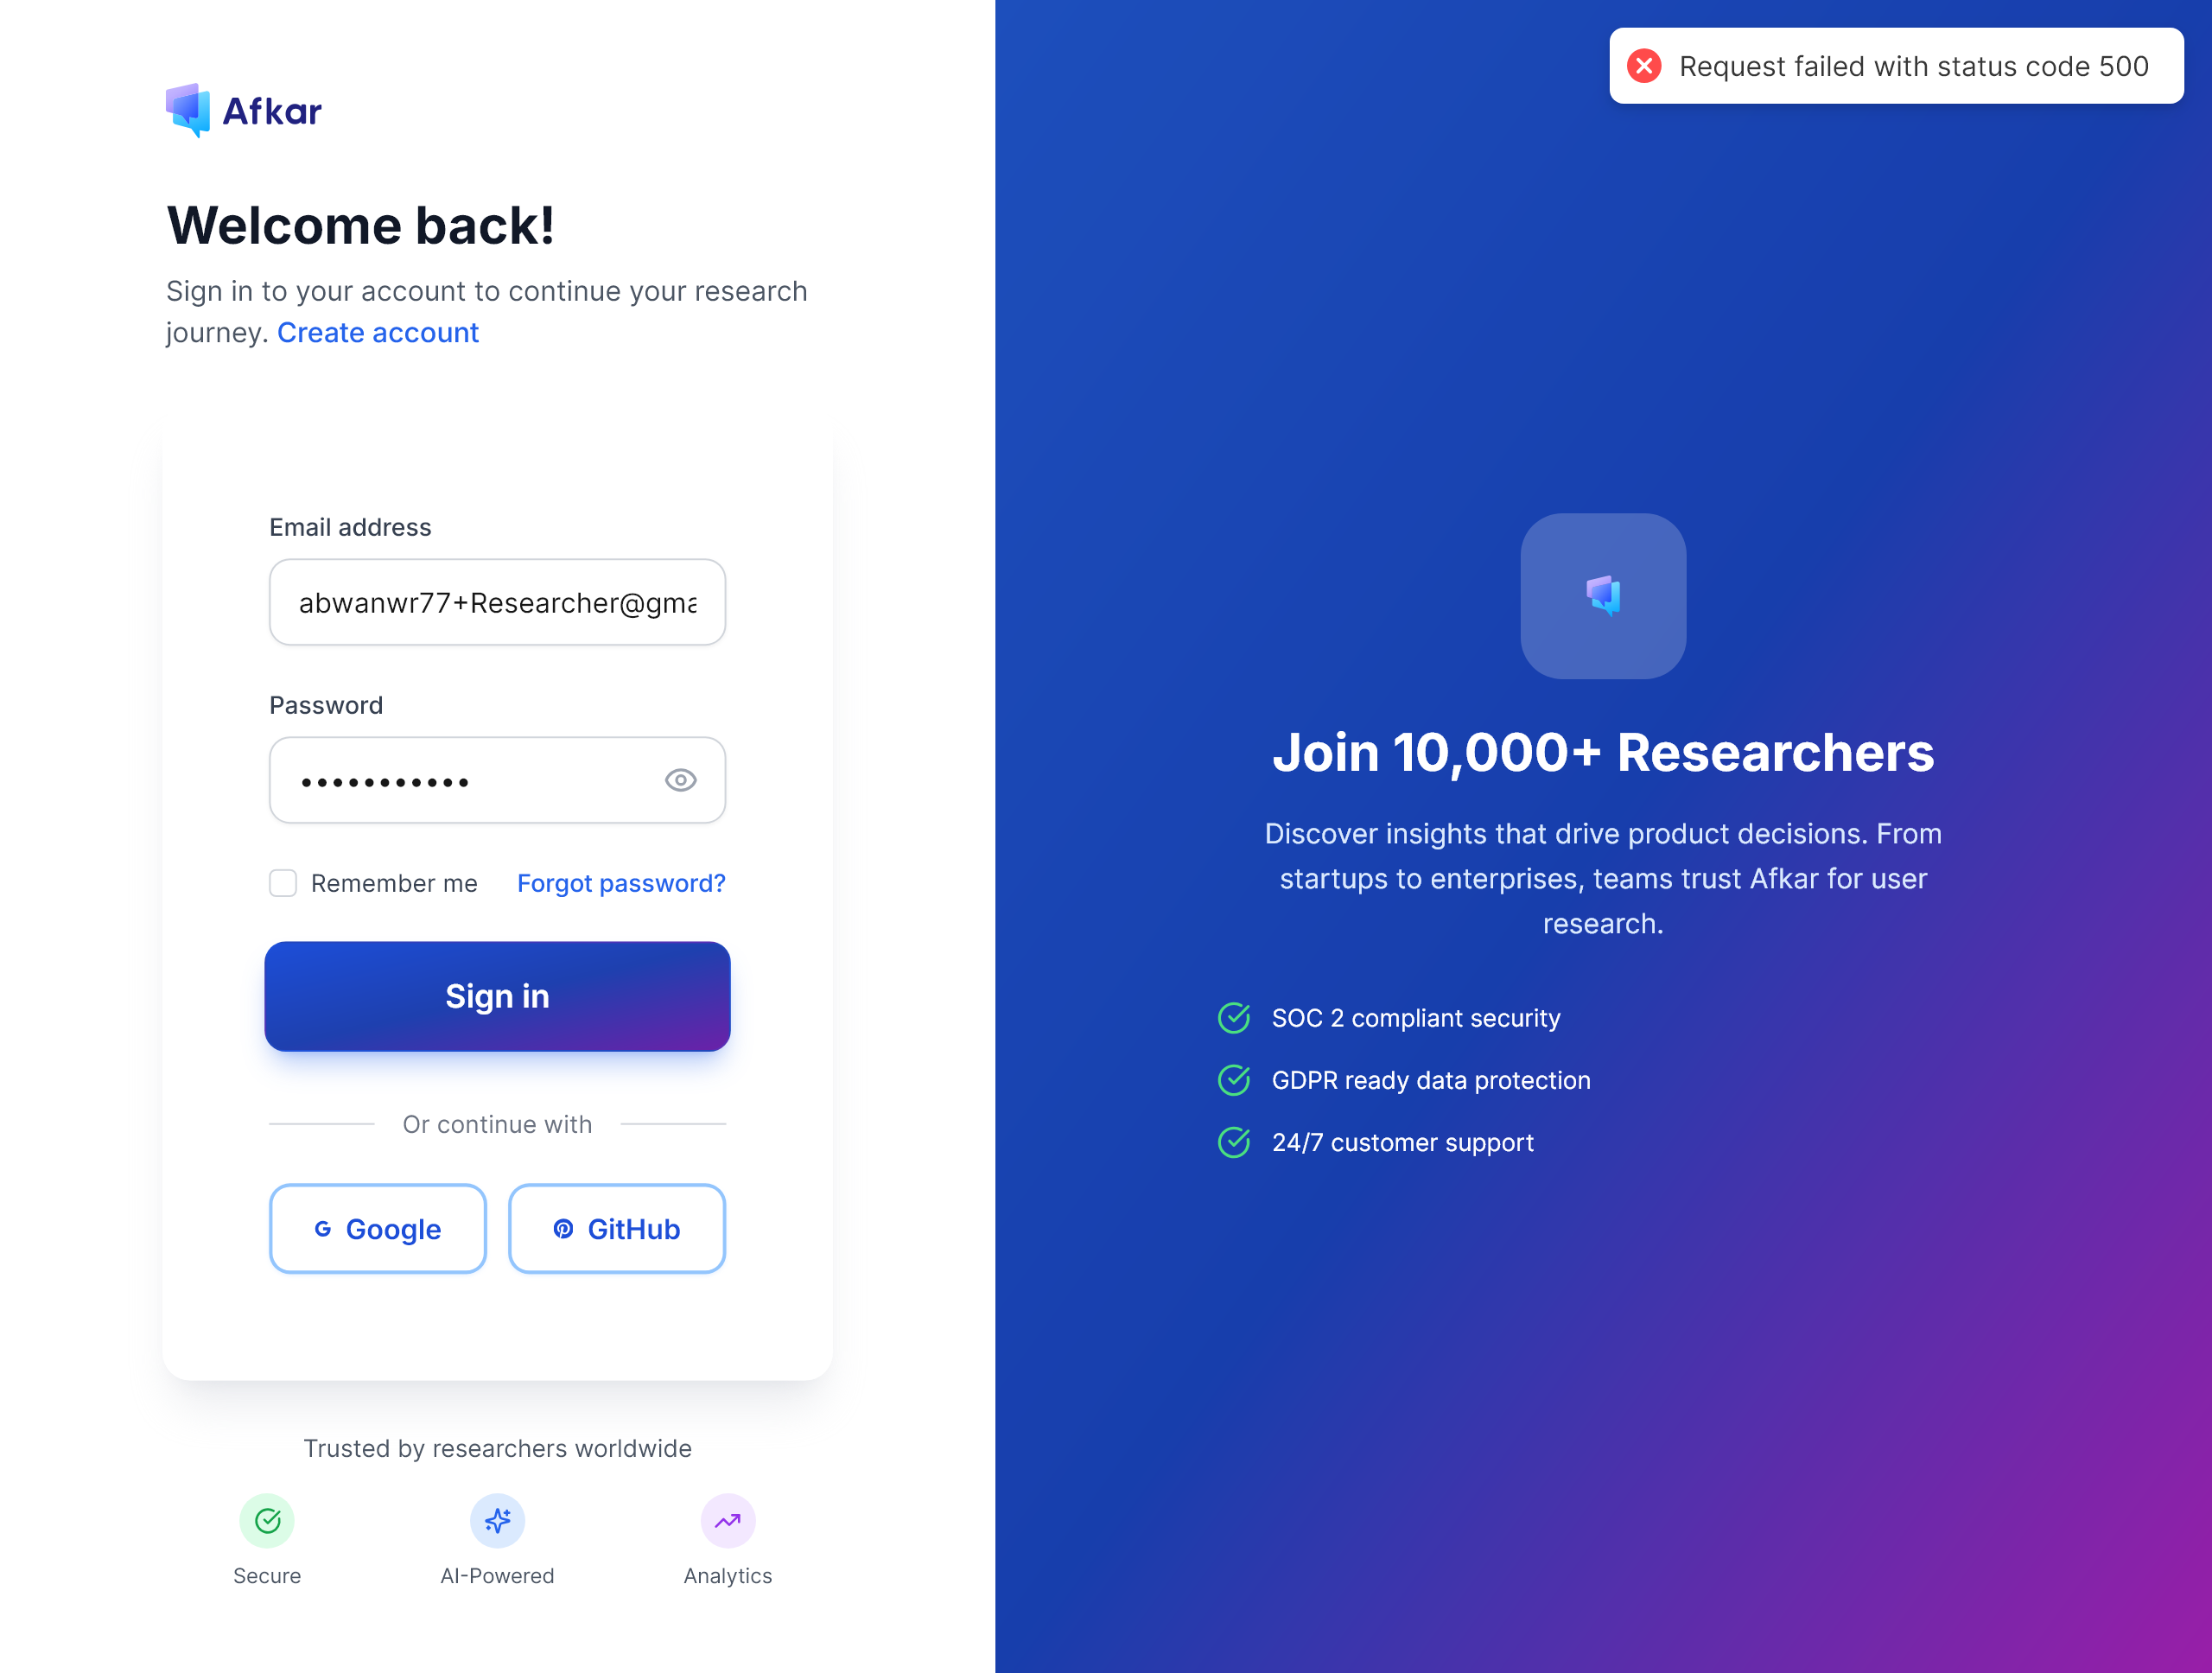 Afkar
Welcome back!
Sign in to your account to continue your research
journey. Create account
Email address
abwanwr77+Researcher@gma
Password
Remember me
Forgot password?
Sign in
Or continue with
Google
GitHub
Trusted by researchers worldwide
Secure
AI-Powered
Analytics
Request failed with status code 500
Join 10,000+ Researchers
Discover insights that drive product decisions. From
startups to enterprises, teams trust Afkar for user
research.
SOC 2 compliant security
GDPR ready data protection
24/7 customer support